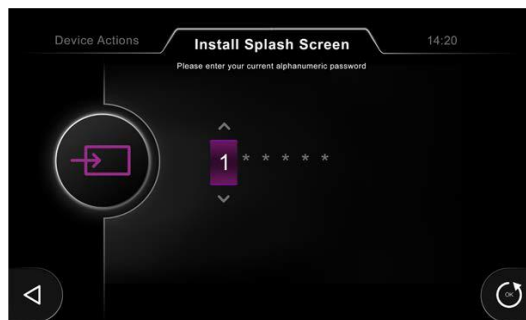 Device Actions
Install Splash Screen
14:20
Please enter your current alphanumeric password
1 * * * * *
OK